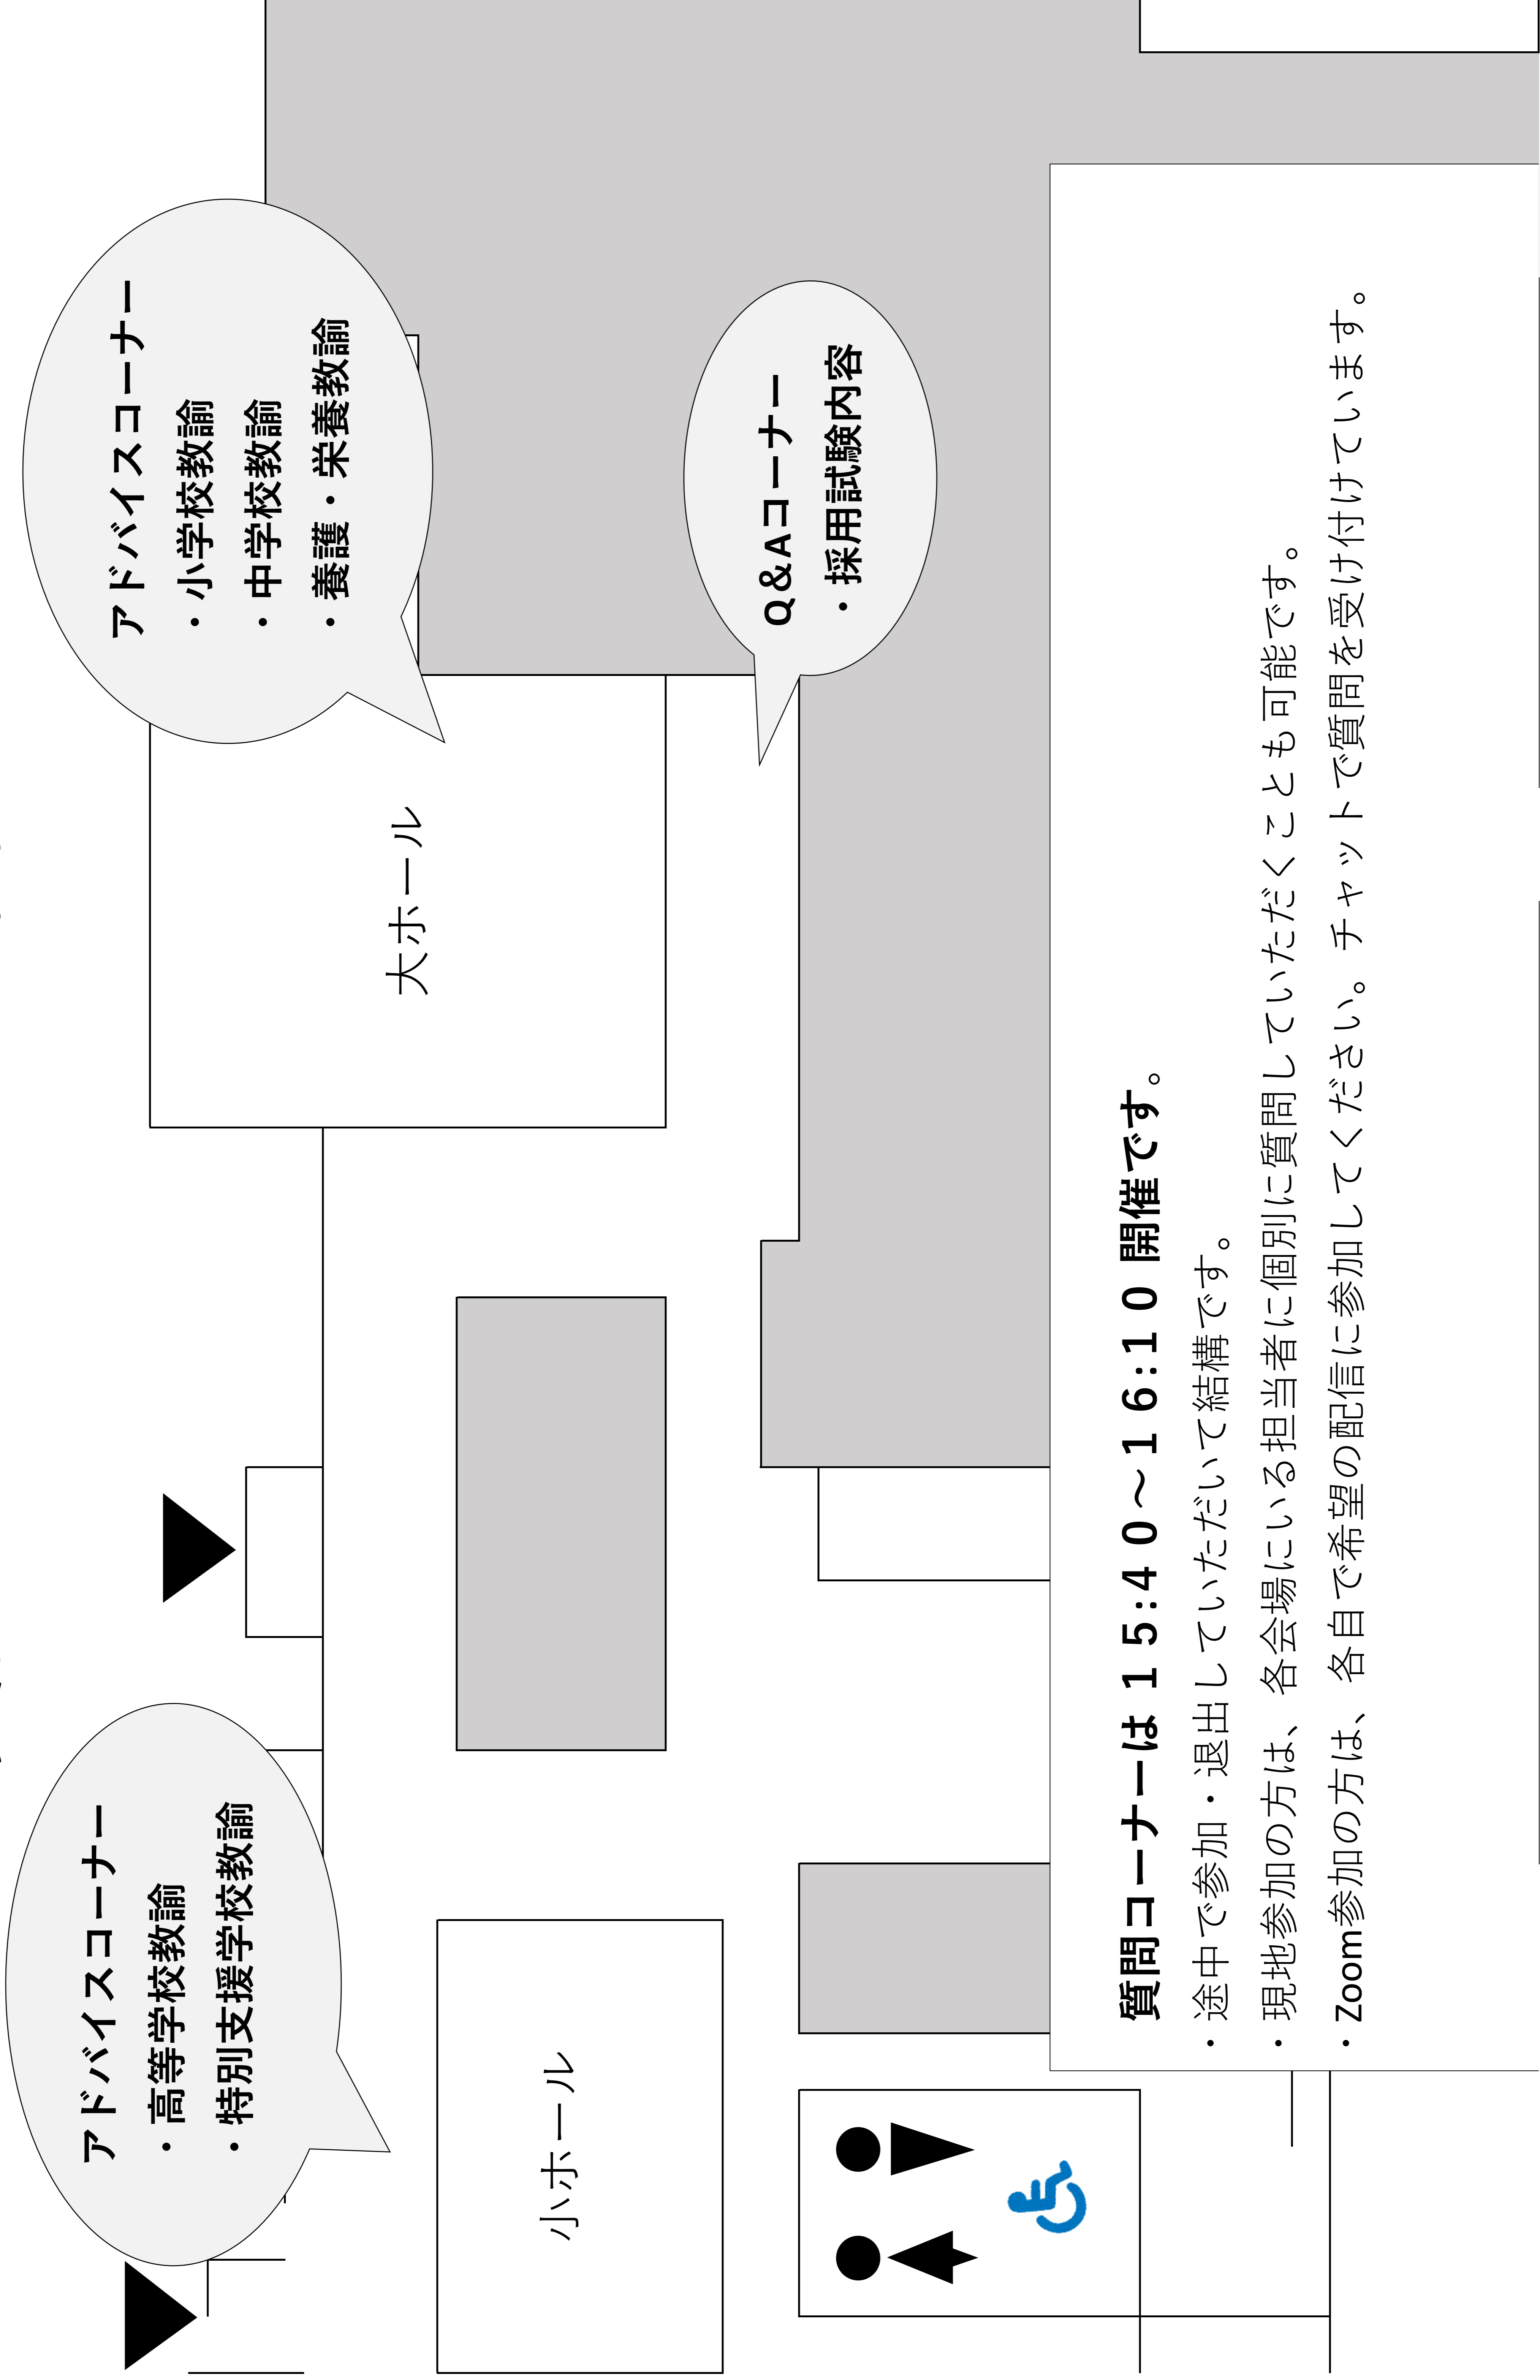 アドバイスコーナー
・高等学校教諭
・特別支援学校教諭
アドバイスコーナー
・小学校教諭
・中学校教諭
・養護・栄養教諭
大ホール
小ホール
Q&Aコーナー
・採用試験内容
質問コーナーは１５:４０～１６:１０ 開催です。
・途中で参加・退出していただいて結構です。
・現地参加の方は、各会場にいる担当者に個別に質問していただくことも可能です。
・Zoom参加の方は、各自で希望の配信に参加してください。チャットで質問を受け付けています。